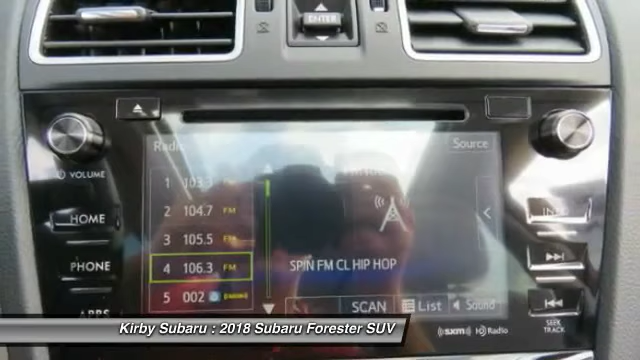 ENTER
Radio
Source
VOLUME
1 103.3 FM
2 104.7 FM
HOME
INFO
3 105.5 FM
PHONE
4 106.3 FM
SPIN FM CL HIP HOP
5 002
SCAN
List
Sound
APPS
SEEK
TRACK
((SXM))
HD Radio
Kirby Subaru : 2018 Subaru Forester SUV